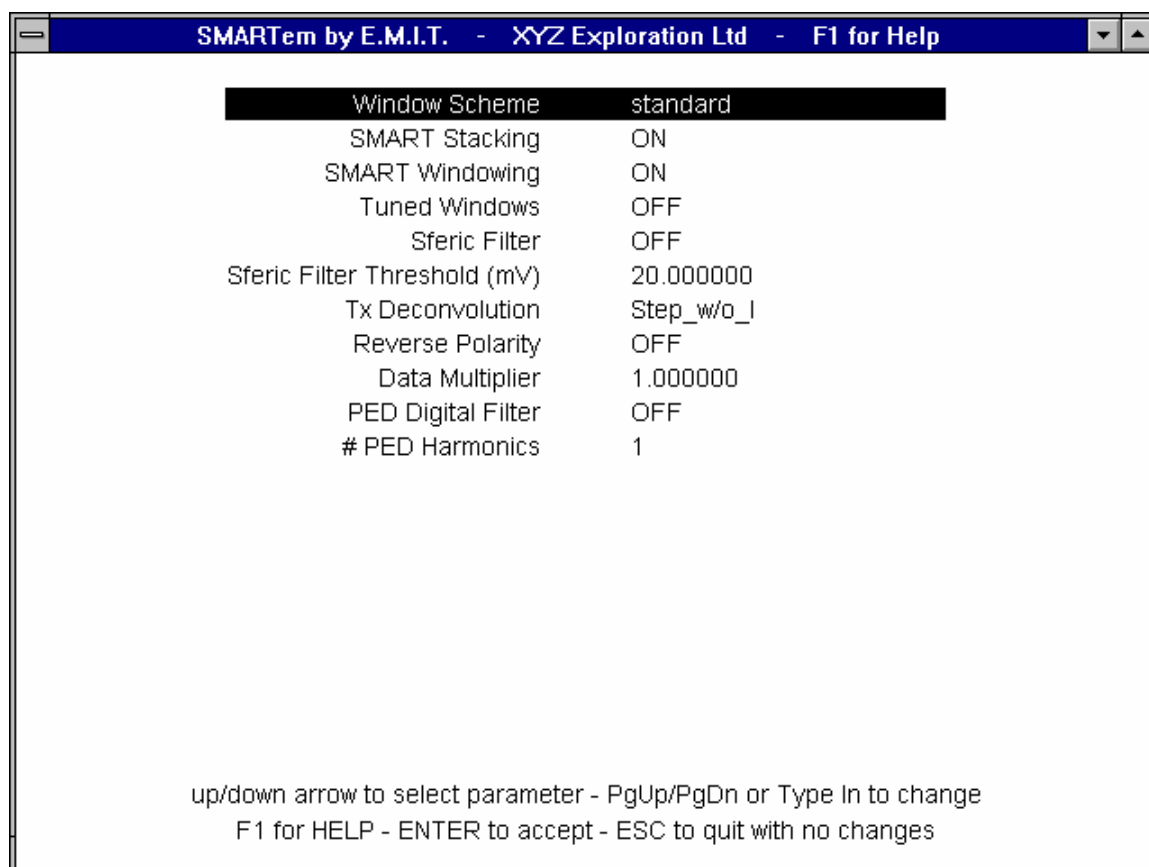 SMARTem by E.M.I.T. - XYZ Exploration Ltd - F1 for Help
Window Scheme standard
SMART Stacking ON
SMART Windowing ON
Tuned Windows OFF
Sferic Filter OFF
Sferic Filter Threshold (mV) 20.000000
Tx Deconvolution Step_w/o_I
Reverse Polarity OFF
Data Multiplier 1.000000
PED Digital Filter OFF
# PED Harmonics 1
up/down arrow to select parameter - PgUp/PgDn or Type In to change
F1 for HELP - ENTER to accept - ESC to quit with no changes